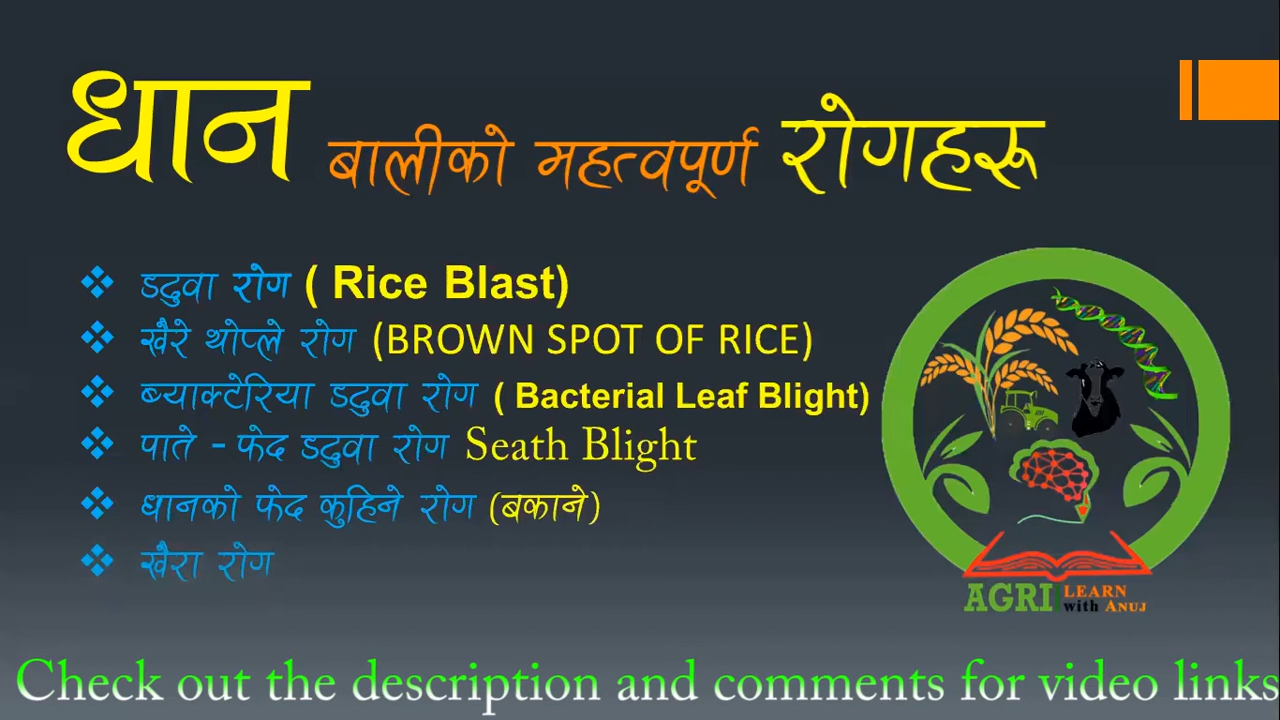 धान बालीको महत्वपूर्ण रोगहरू
डढुवा रोग ( Rice Blast)
खैरे थोप्ले रोग (BROWN SPOT OF RICE)
ब्याक्टेरिया डढुवा रोग ( Bacterial Leaf Blight)
पाते - फेद डढुवा रोग Seath Blight
धानको फेद कुहिने रोग (बकाने)
खैरा रोग
AGRI LEARN
with ANUJ
Check out the description and comments for video links